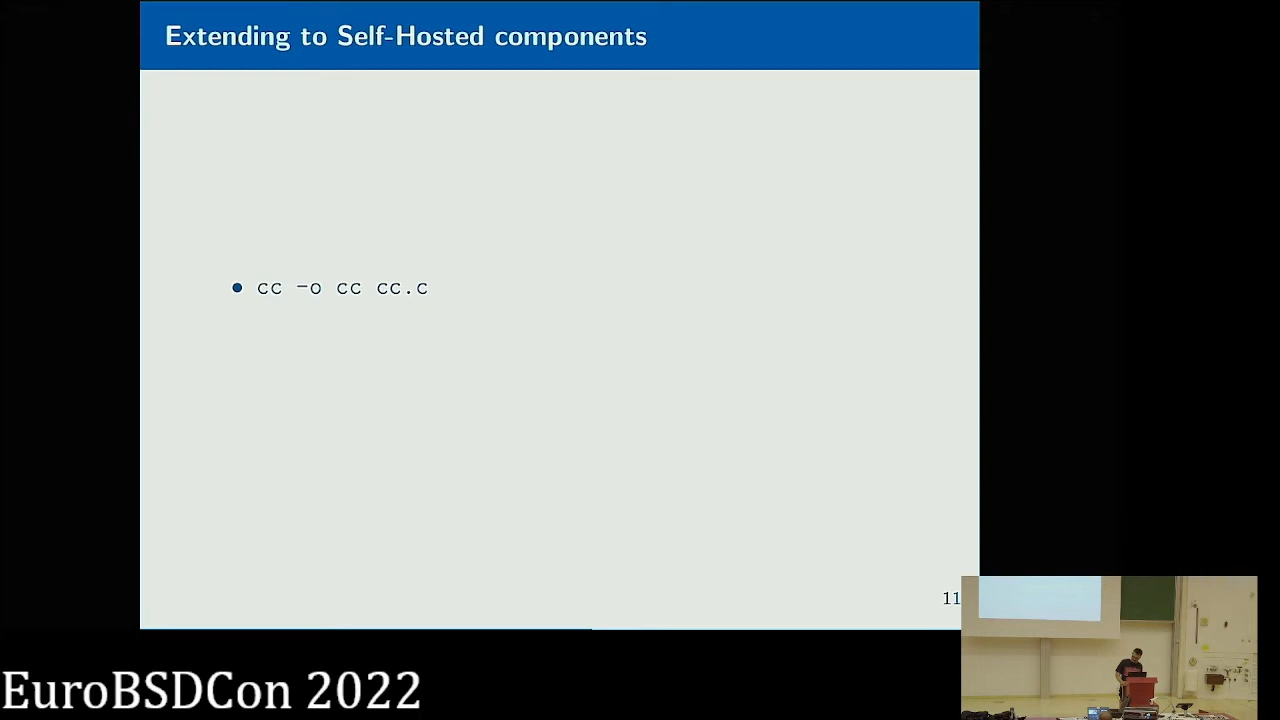 Extending to Self-Hosted components
• cc -o cc cc.c
11
EuroBSDCon 2022